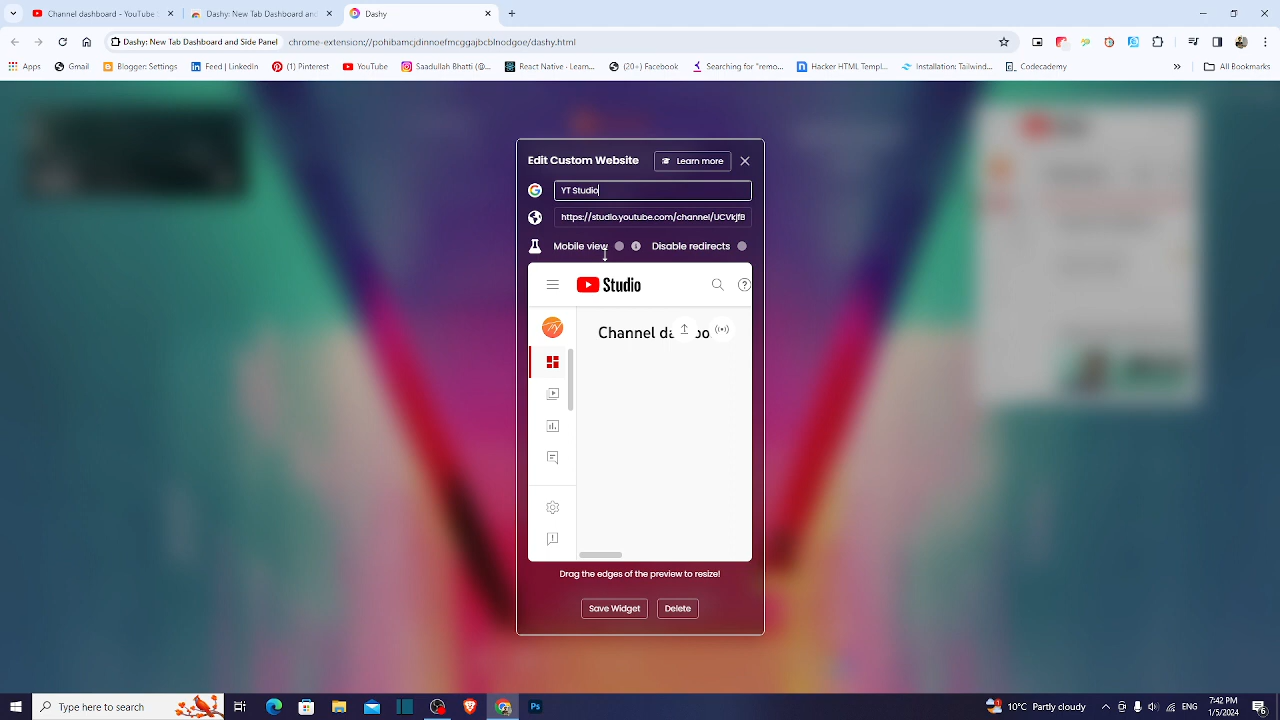 Channel dashboard - YouTube
Dashy: New Tab Dashboard and
Dashy
Dashy: New Tab Dashboard and Side Panel
chrome-extension://pohibamcjdinneefmcggajbcblnodgoe/dashy.html
Apps
Gmail
Blogger: Settings
Feed | LinkedIn
(1) Pinterest
YouTube
Saadullah Bhatti (@...
React Native · Learn...
(20+) Facebook
Searching for "remo...
Hacker HTML Templ...
Installation: Tailwind...
Codecademy
»
All Bookmarks
Edit Custom Website
Learn more
YT Studio
https://studio.youtube.com/channel/UCVkjfB
Mobile view
Disable redirects
Studio
Channel da bo
Drag the edges of the preview to resize!
Save Widget
Delete
Type here to search
Ps
10°C Partly cloudy
ENG
7:42 PM
1/5/2024